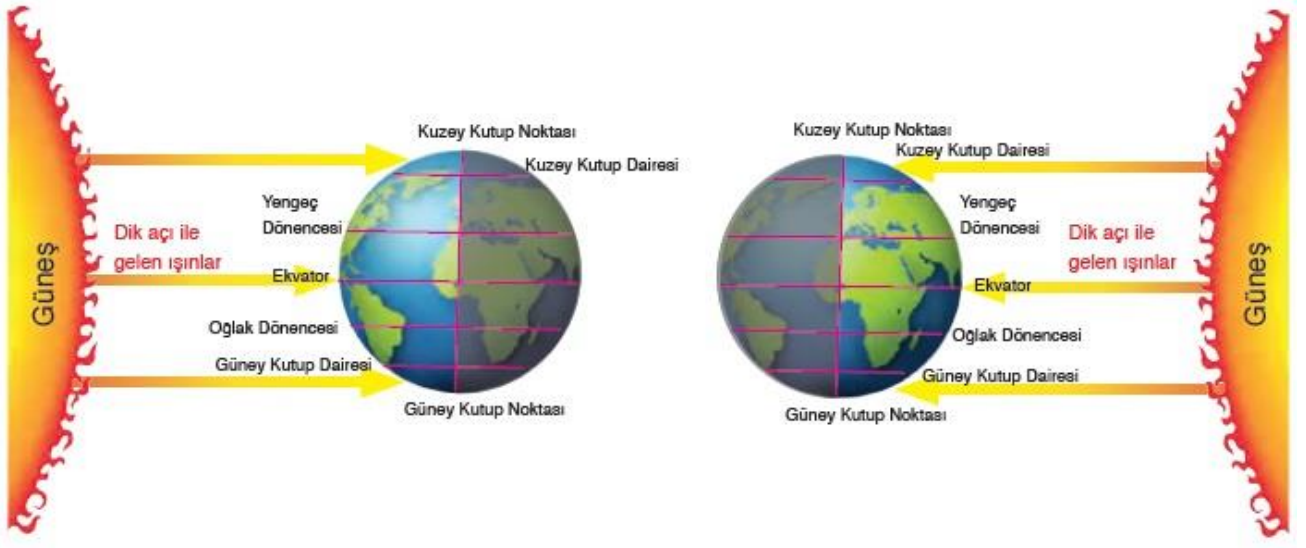 Güneş
Dik açı ile
gelen ışınlar
Kuzey Kutup Noktası
Kuzey Kutup Dairesi
Yengeç
Dönencesi
Ekvator
Oğlak Dönencesi
Güney Kutup Dairesi
Güney Kutup Noktası
Kuzey Kutup Noktası
Kuzey Kutup Dairesi
Yengeç
Dönencesi
Ekvator
Oğlak Dönencesi
Güney Kutup Dairesi
Güney Kutup Noktası
Dik açı ile
gelen ışınlar
Güneş